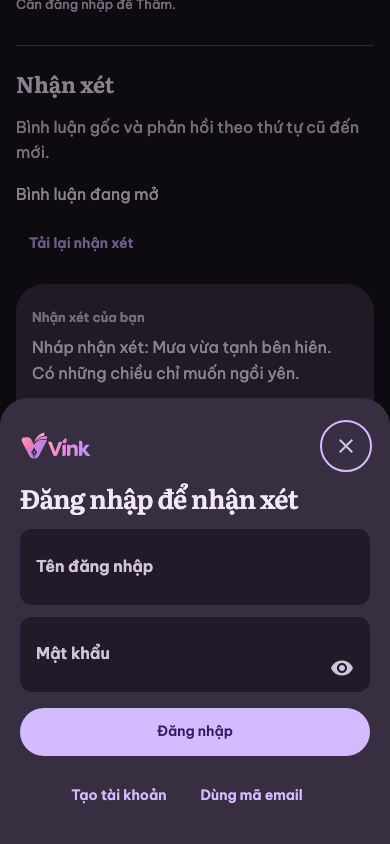 Cần đăng nhập để Thấm.
Nhận xét
Bình luận gốc và phản hồi theo thứ tự cũ đến
mới.
Bình luận đang mở
Tải lại nhận xét
Nhận xét của bạn
Nháp nhận xét: Mưa vừa tạnh bên hiên.
Có những chiều chỉ muốn ngồi yên.
Vink
Đăng nhập để nhận xét
Tên đăng nhập
Mật khẩu
Đăng nhập
Tạo tài khoản Dùng mã email